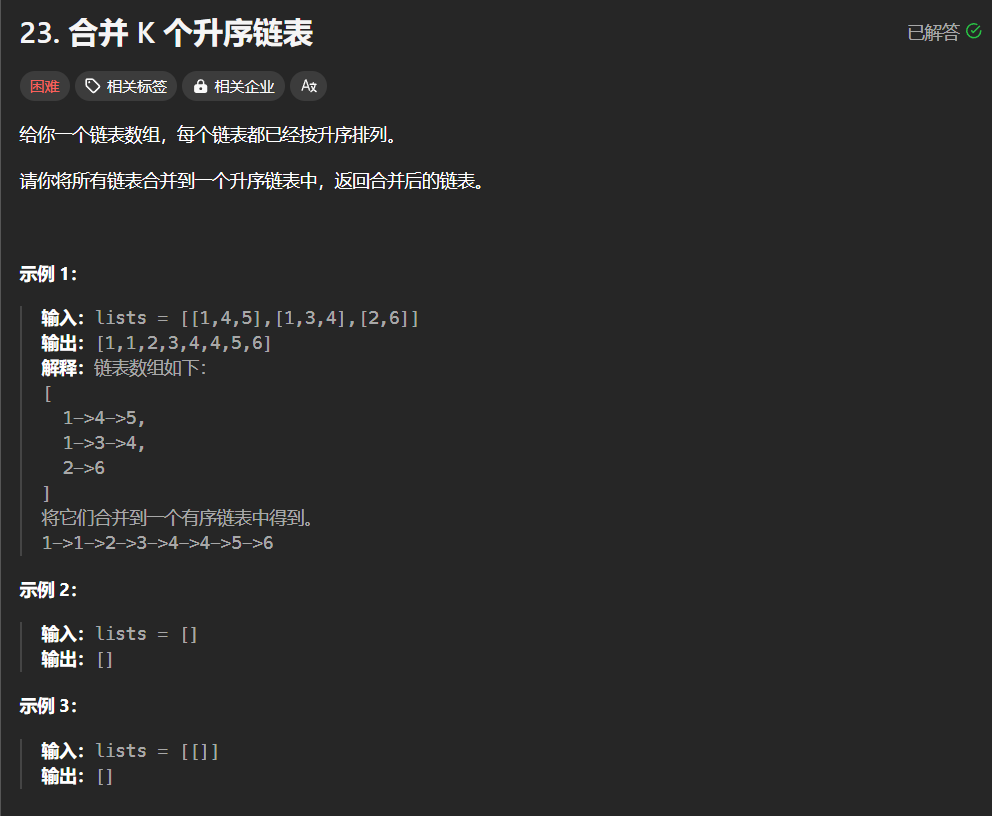 23. 合并 K 个升序链表
已解答
困难 相关标签 相关企业 Ax
给你一个链表数组，每个链表都已经按升序排列。
请你将所有链表合并到一个升序链表中，返回合并后的链表。
示例 1：
输入：lists = [[1,4,5],[1,3,4],[2,6]]
输出：[1,1,2,3,4,4,5,6]
解释：链表数组如下：
[
1->4->5,
1->3->4,
2->6
]
将它们合并到一个有序链表中得到。
1->1->2->3->4->4->5->6
示例 2：
输入：lists = []
输出：[]
示例 3：
输入：lists = [[]]
输出：[]